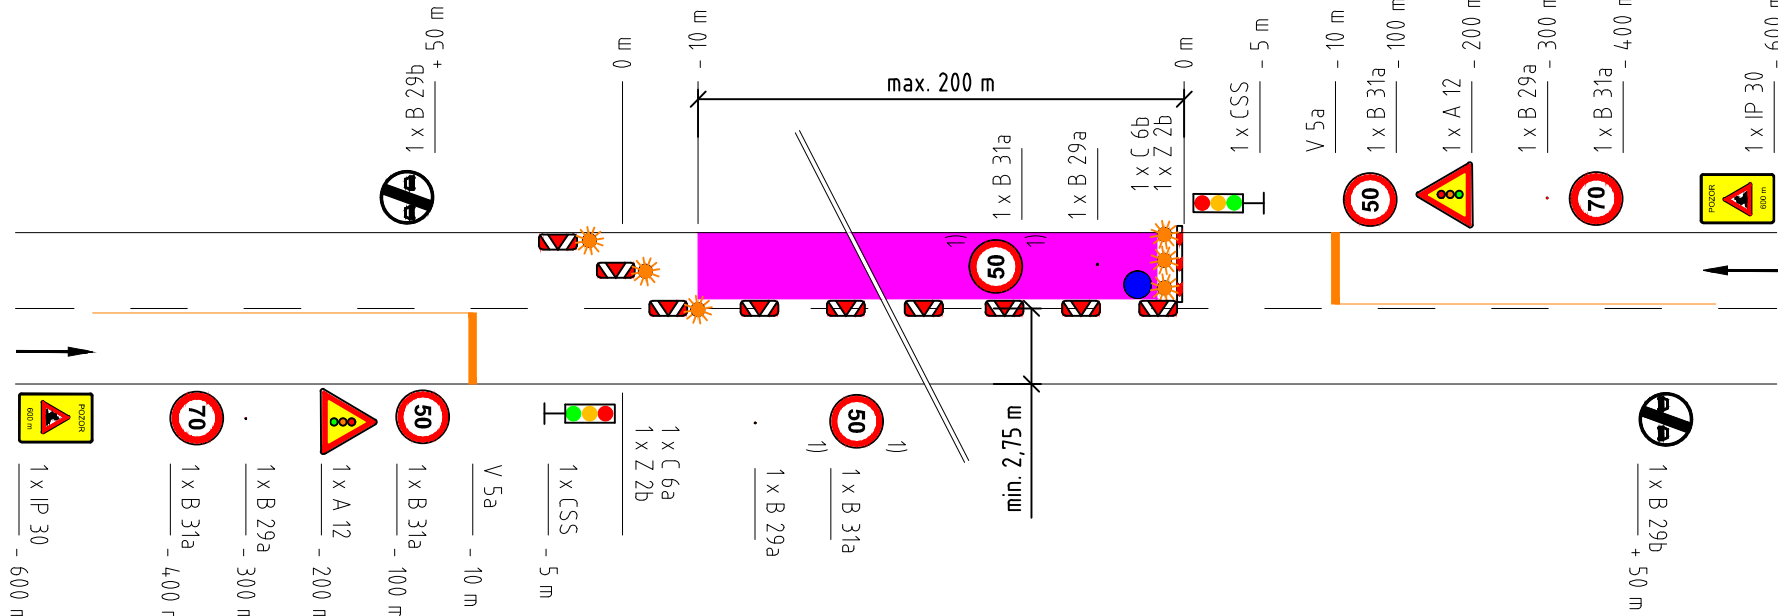 1 x B 29b
+ 50 m
0 m
- 10 m
max. 200 m
0 m
1 x CSS
- 5 m
V 5a
- 10 m
1 x B 31a
- 100 m
1 x A 12
- 200 m
1 x B 29a
- 300 m
1 x B 31a
- 400 m
1 x IP 30
- 600 m
1 x B 31a
1 x B 29a
1 x C 6b
1 x Z 2b
50
70
POZOR
600 m
1)
50
1)
POZOR
600 m
70
50
1)
50
1)
min. 2,75 m
1 x IP 30
- 600 m
1 x B 31a
- 400 m
1 x B 29a
- 300 m
1 x A 12
- 200 m
1 x B 31a
- 100 m
V 5a
- 10 m
1 x CSS
- 5 m
1 x C 6a
1 x Z 2b
1 x B 29a
1 x B 31a
1 x B 29b
+ 50 m